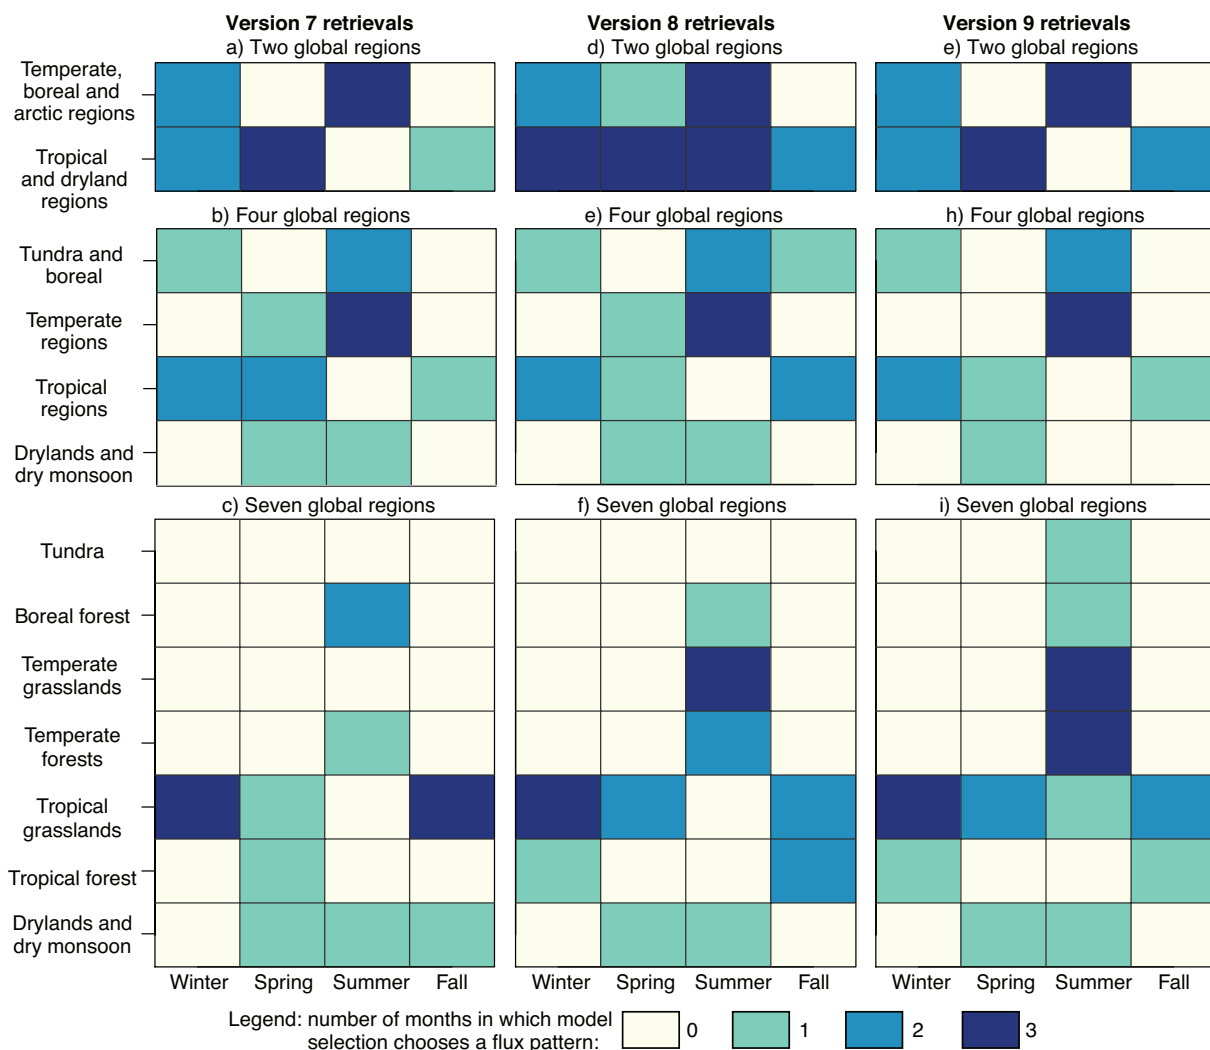 Version 7 retrievals
Version 8 retrievals
Version 9 retrievals
a) Two global regions
d) Two global regions
e) Two global regions
Temperate,
boreal and
arctic regions
Tropical
and dryland
regions
b) Four global regions
e) Four global regions
h) Four global regions
Tundra and
boreal
Temperate
regions
Tropical
regions
Drylands and
dry monsoon
c) Seven global regions
f) Seven global regions
i) Seven global regions
Tundra
Boreal forest
Temperate
grasslands
Temperate
forests
Tropical
grasslands
Tropical forest
Drylands and
dry monsoon
Winter Spring Summer Fall
Winter Spring Summer Fall
Winter Spring Summer Fall
Legend: number of months in which model
selection chooses a flux pattern:
0 1 2 3